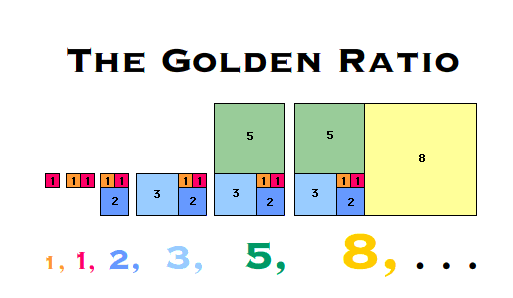 The Golden Ratio
5 5 8
1 1 1 1 1 3 1 1 3 1 1 3 1 1
2 2 2 2
1, 1, 2, 3, 5, 8, . . .